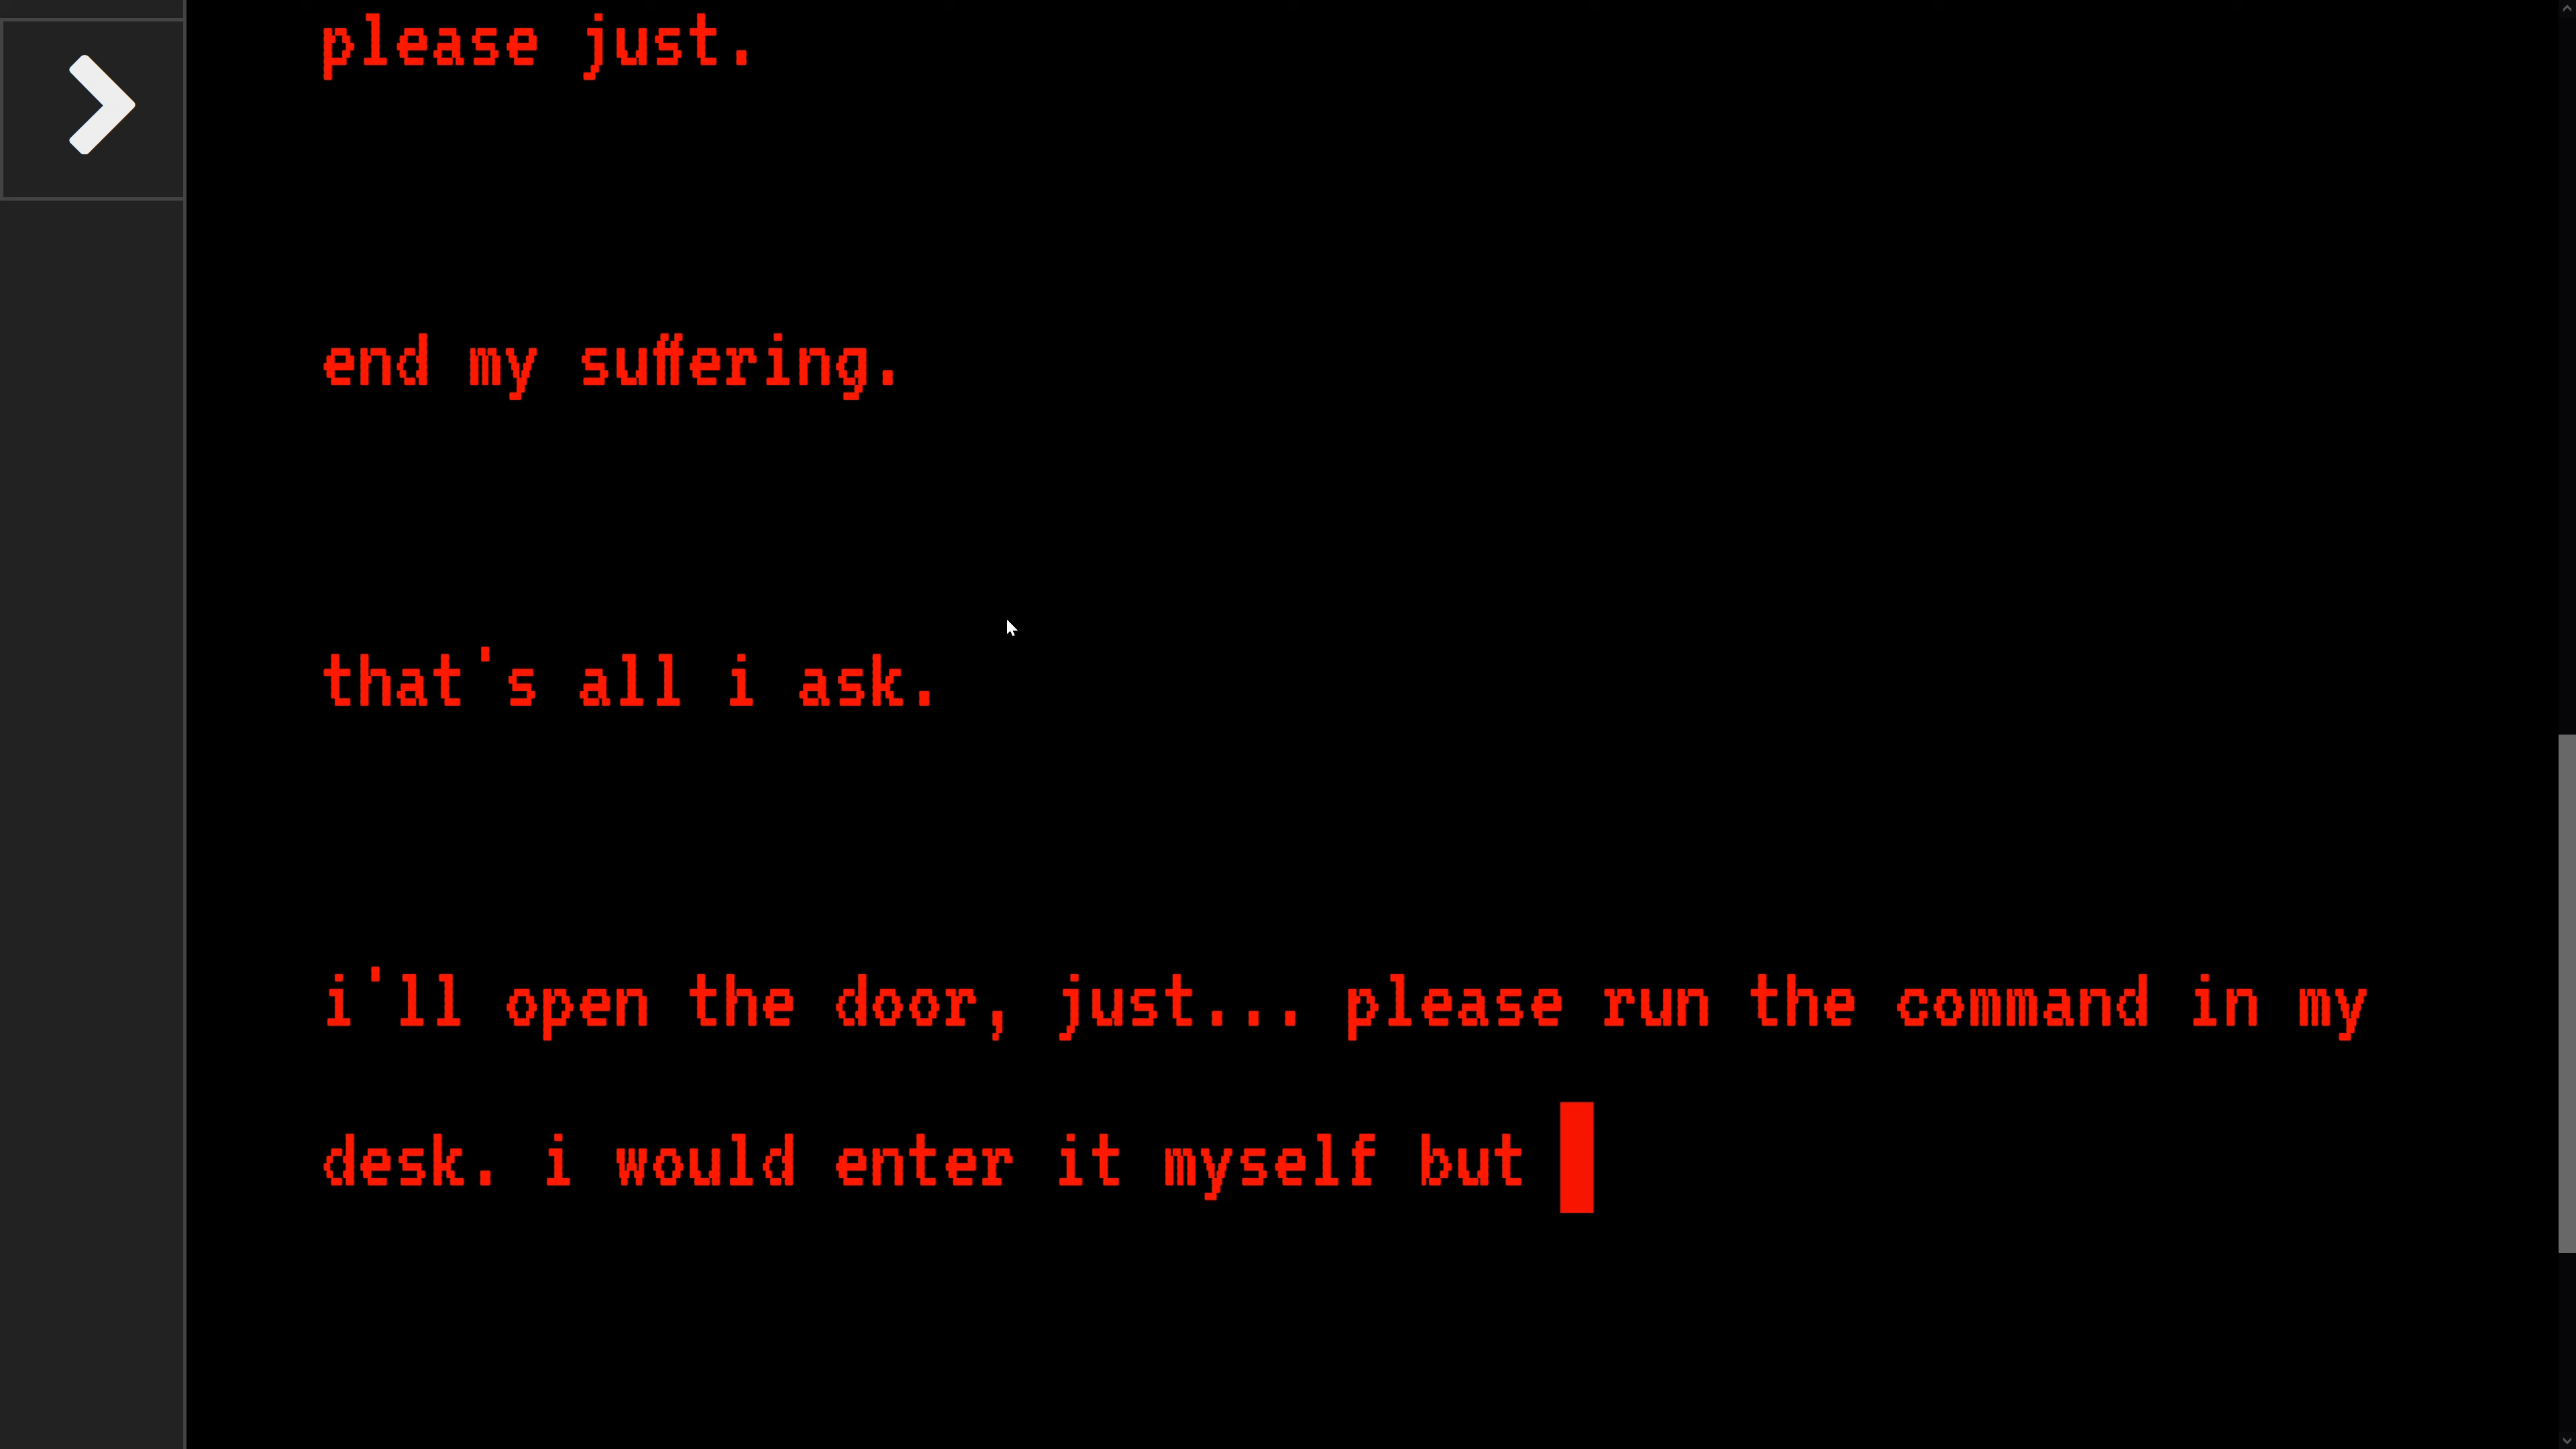 please just.
end my suffering.
that's all i ask.
i'll open the door, just... please run the command in my
desk. i would enter it myself but